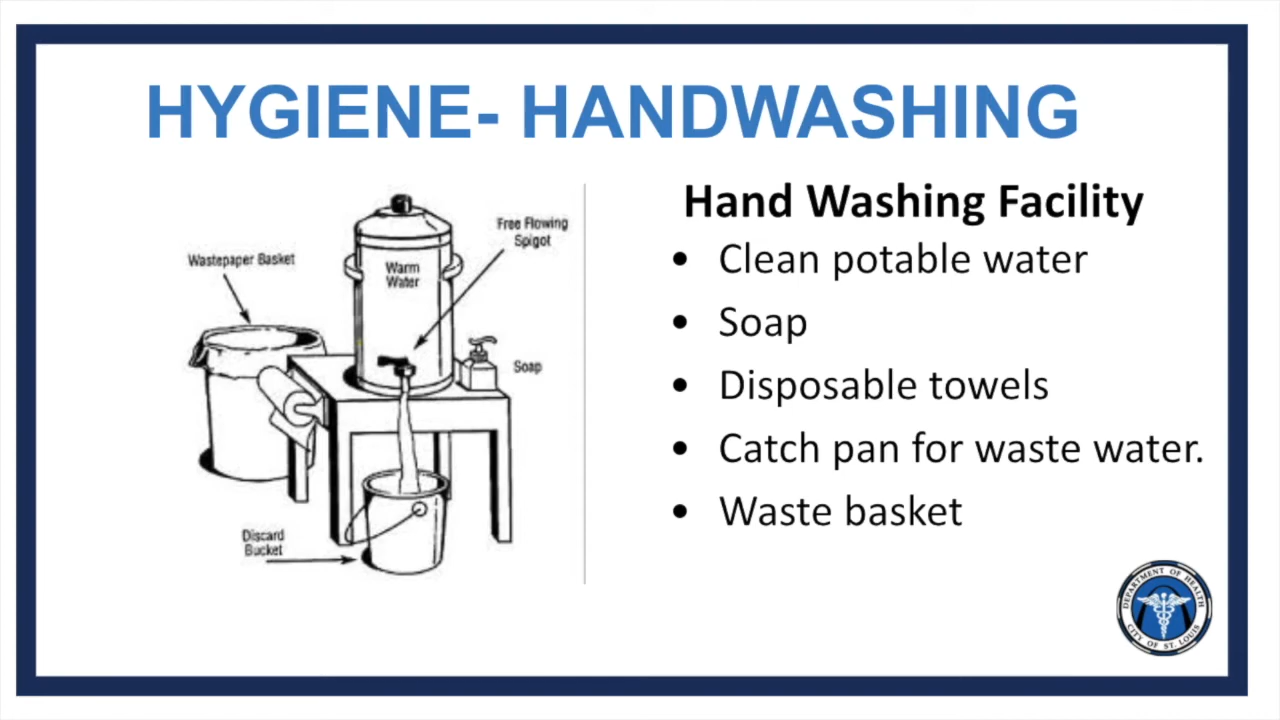 HYGIENE- HANDWASHING
Hand Washing Facility
• Clean potable water
• Soap
• Disposable towels
• Catch pan for waste water.
• Waste basket
Wastepaper Basket
Warm
Water
Free Flowing
Spigot
Soap
Discard
Bucket
DEPARTMENT OF HEALTH
CITY OF ST. LOUIS